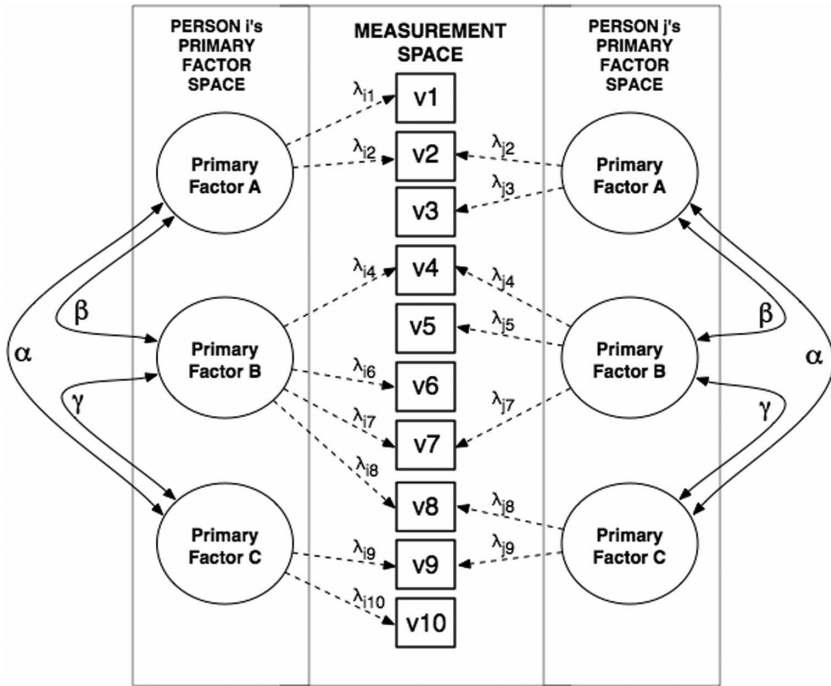 PERSON i's
PRIMARY
FACTOR
SPACE
MEASUREMENT
SPACE
PERSON j's
PRIMARY
FACTOR
SPACE
Primary
Factor A
Primary
Factor B
Primary
Factor C
α
β
γ
λi1
λi2
λi4
λi6
λi7
λi8
λi9
λi10
v1
v2
v3
v4
v5
v6
v7
v8
v9
v10
λj2
λj3
λj4
λj5
λj7
λj8
λj9
Primary
Factor A
Primary
Factor B
Primary
Factor C
β
α
γ